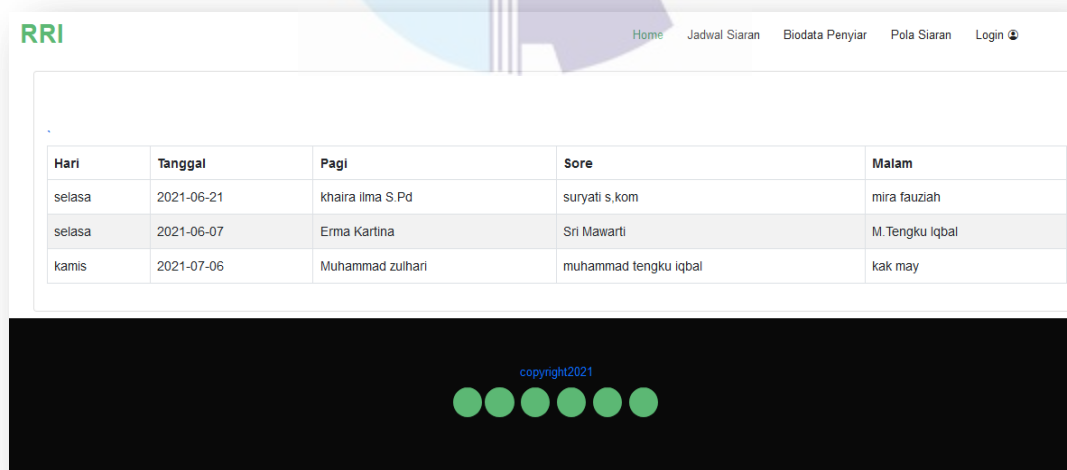 RRI Home Jadwal Siaran Biodata Penyiar Pola Siaran Login
Hari Tanggal Pagi Sore Malam
selasa 2021-06-21 khaira ilma S.Pd suryati s,kom mira fauziah
selasa 2021-06-07 Erma Kartina Sri Mawarti M.Tengku Iqbal
kamis 2021-07-06 Muhammad zulhari muhammad tengku iqbal kak may
copyright2021